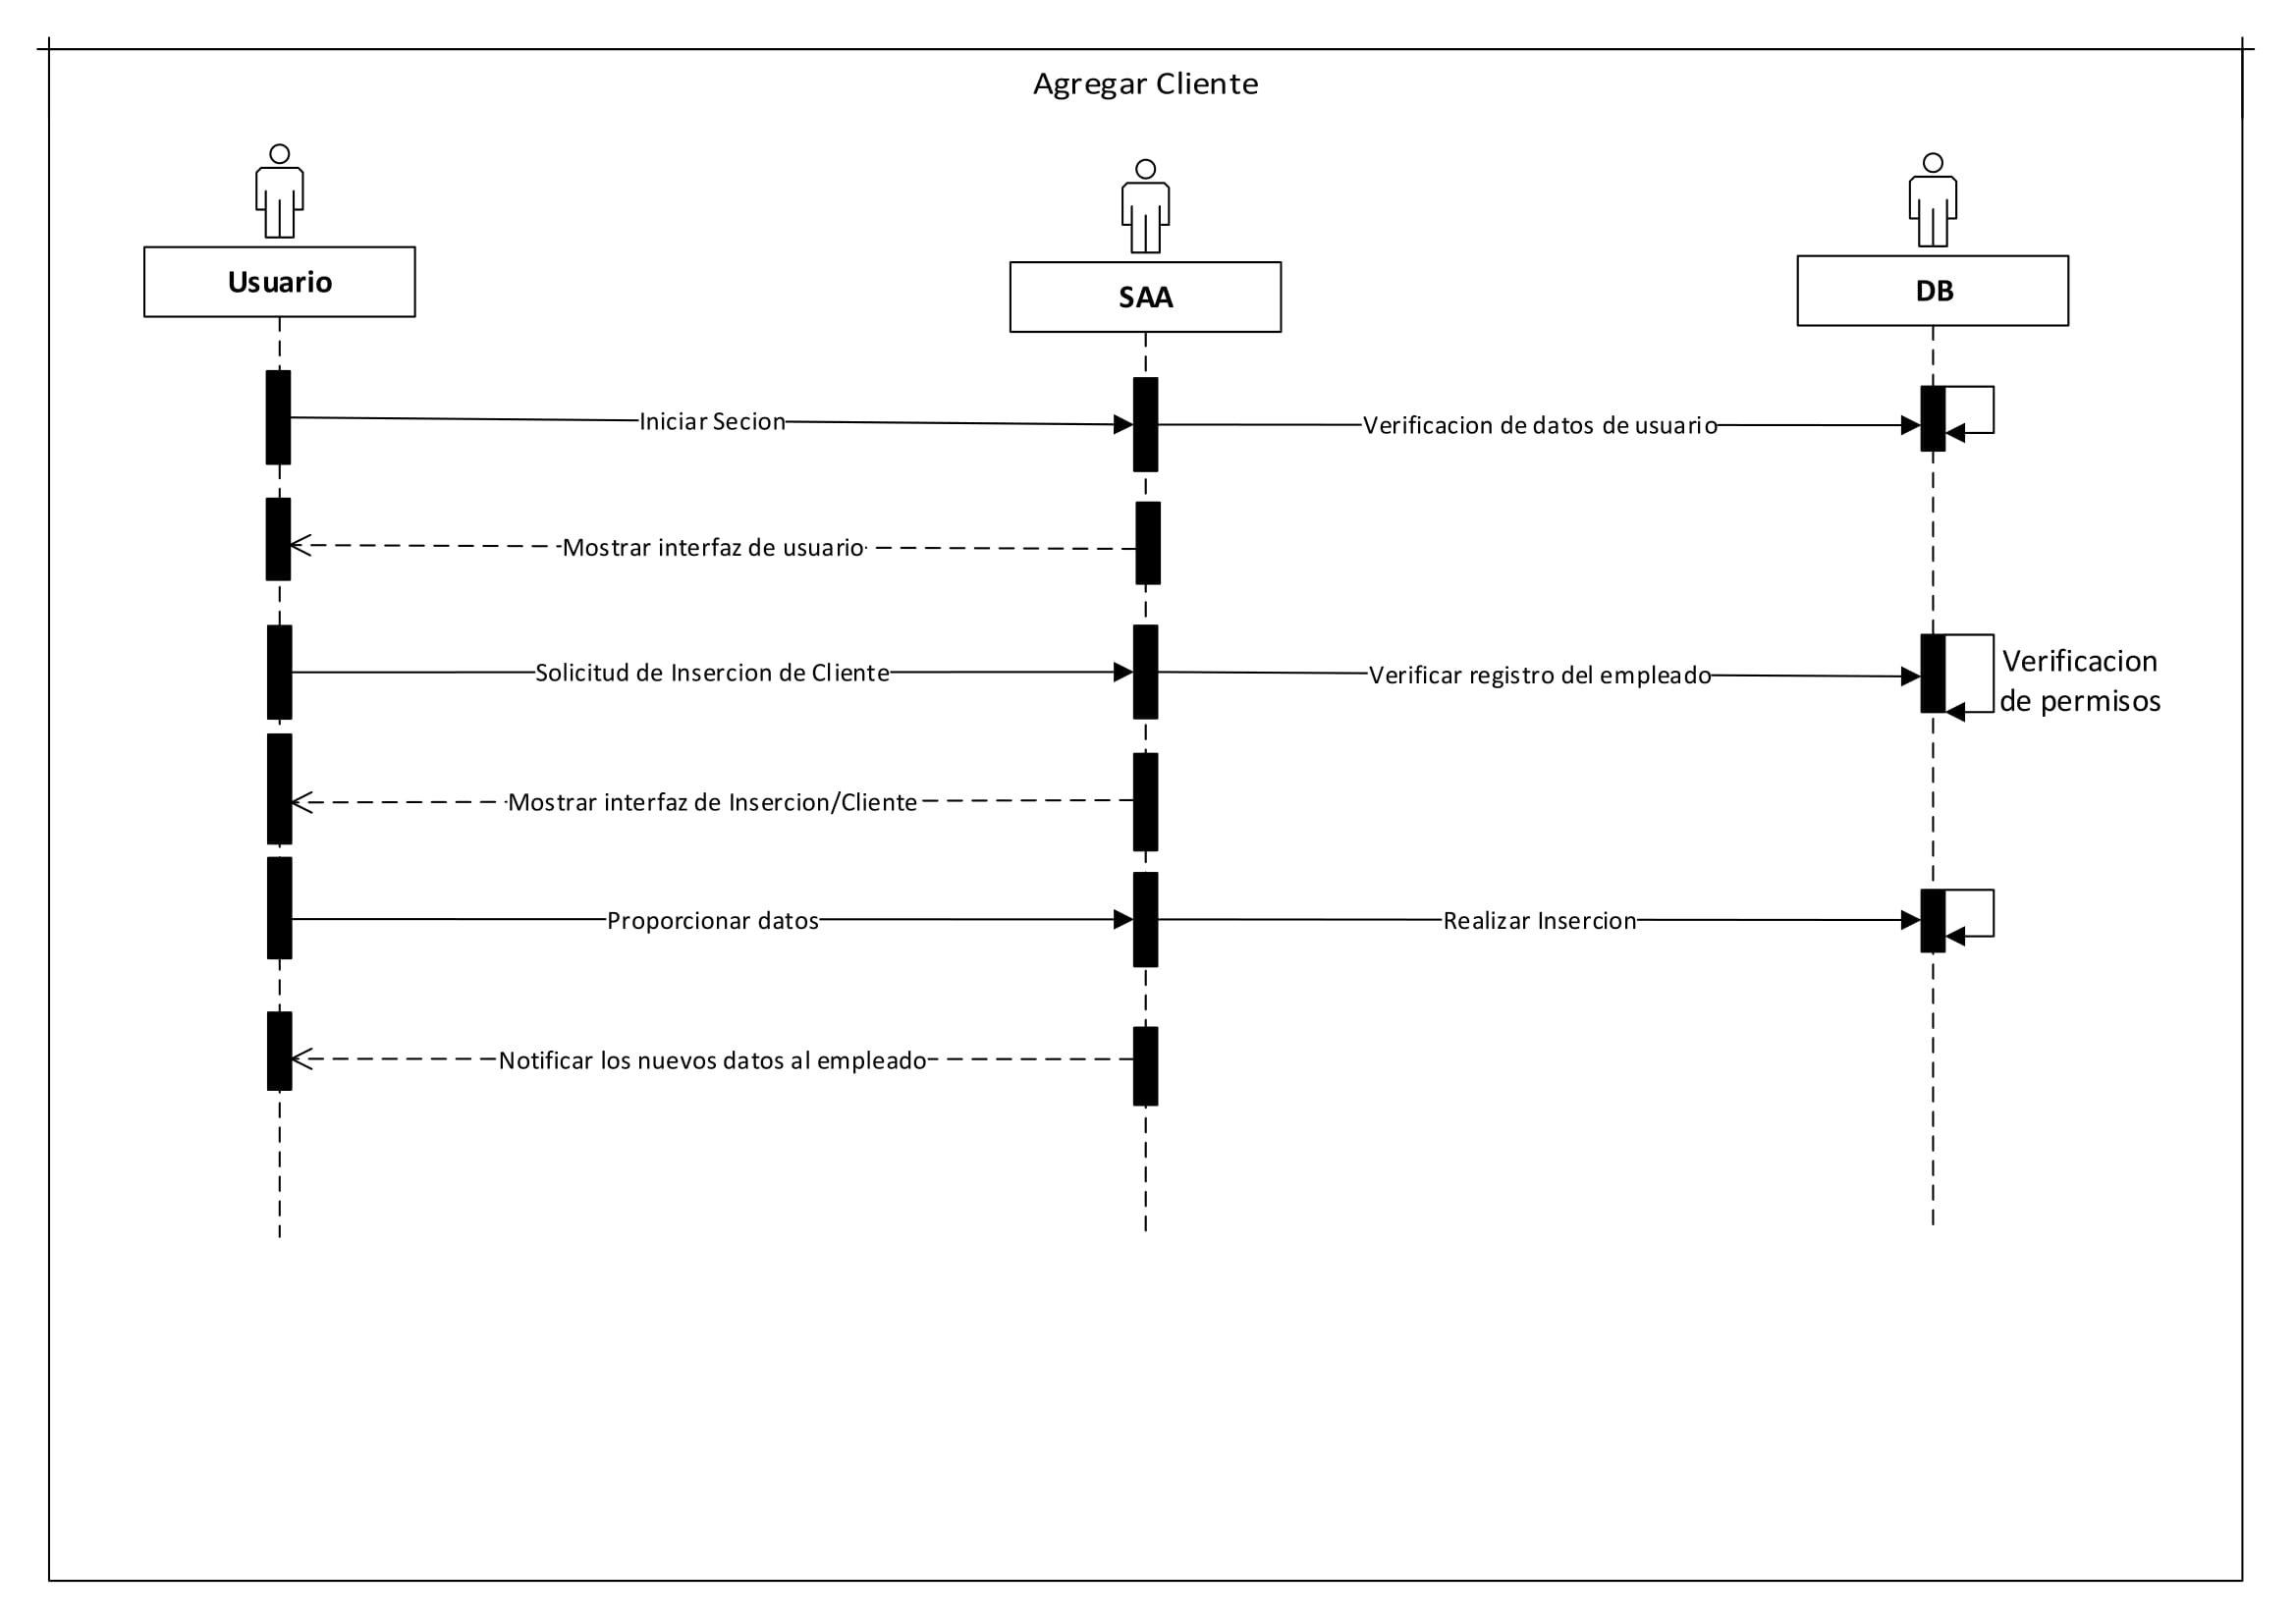 Agregar Cliente
Usuario
SAA
DB
Iniciar Secion
Verificacion de datos de usuario
Mostrar interfaz de usuario
Solicitud de Insercion de Cliente
Verificar registro del empleado
Verificacion
de permisos
Mostrar interfaz de Insercion/Cliente
Proporcionar datos
Realizar Insercion
Notificar los nuevos datos al empleado